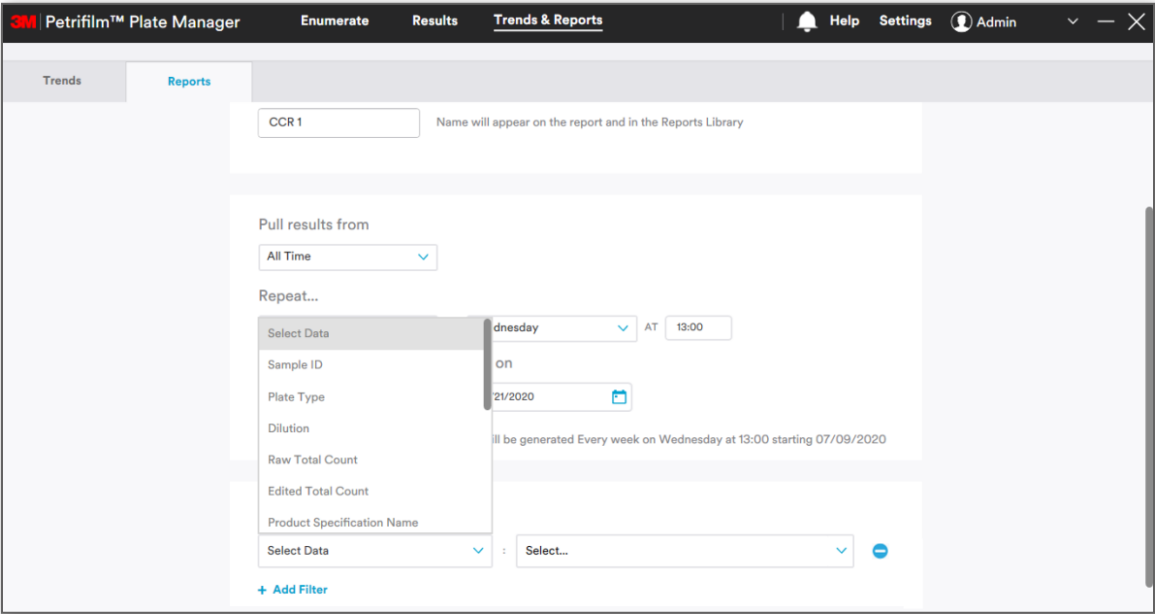 3M Petrifilm™ Plate Manager Enumerate Results Trends & Reports Help Settings Admin
Trends Reports
CCR 1 Name will appear on the report and in the Reports Library
Pull results from
All Time
Repeat...
Select Data
dnesday AT 13:00
Sample ID
on
Plate Type
/21/2020
Dilution
ill be generated Every week on Wednesday at 13:00 starting 07/09/2020
Raw Total Count
Edited Total Count
Product Specification Name
Select Data : Select...
+ Add Filter